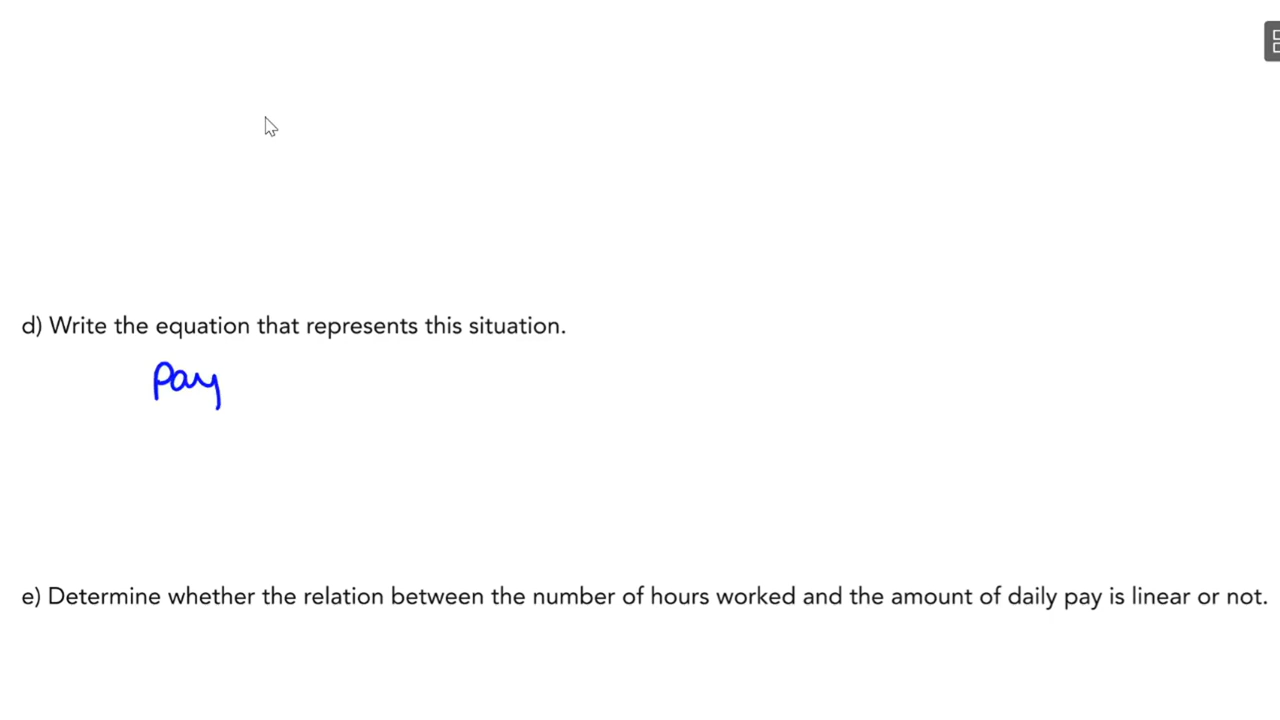 d) Write the equation that represents this situation.
Pay
e) Determine whether the relation between the number of hours worked and the amount of daily pay is linear or not.